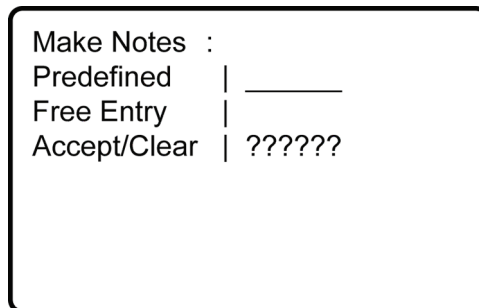 Make Notes :
Predefined | ______
Free Entry |
Accept/Clear | ??????